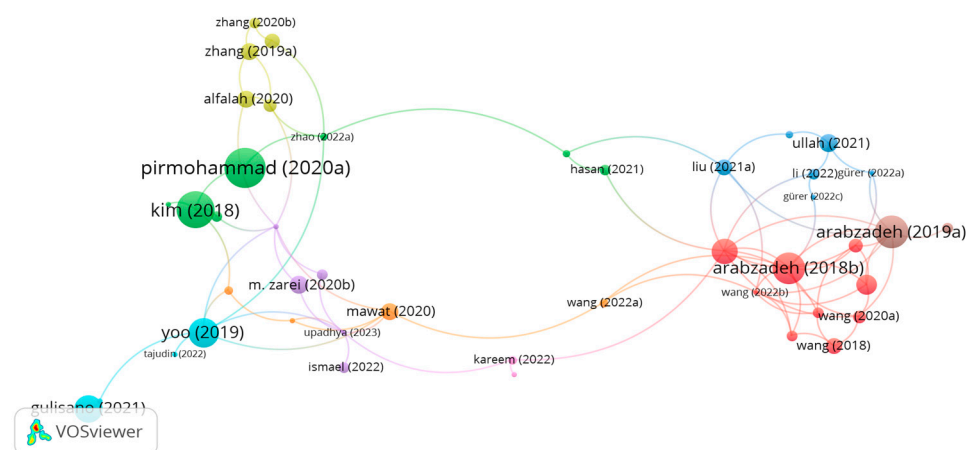 zhang (2020b)
zhang (2019a)
alfalah (2020)
zhao (2022a)
pirmohammad (2020a)
kim (2018)
hasan (2021)
liu (2021a)
ullah (2021)
li (2022)
gürer (2022a)
gürer (2022c)
arabzadeh (2019a)
arabzadeh (2018b)
m. zarei (2020b)
wang (2022b)
wang (2022a)
mawat (2020)
wang (2020a)
yoo (2019)
upadhya (2023)
wang (2018)
tajudin (2022)
ismael (2022)
kareem (2022)
gulisano (2021)
VOSviewer